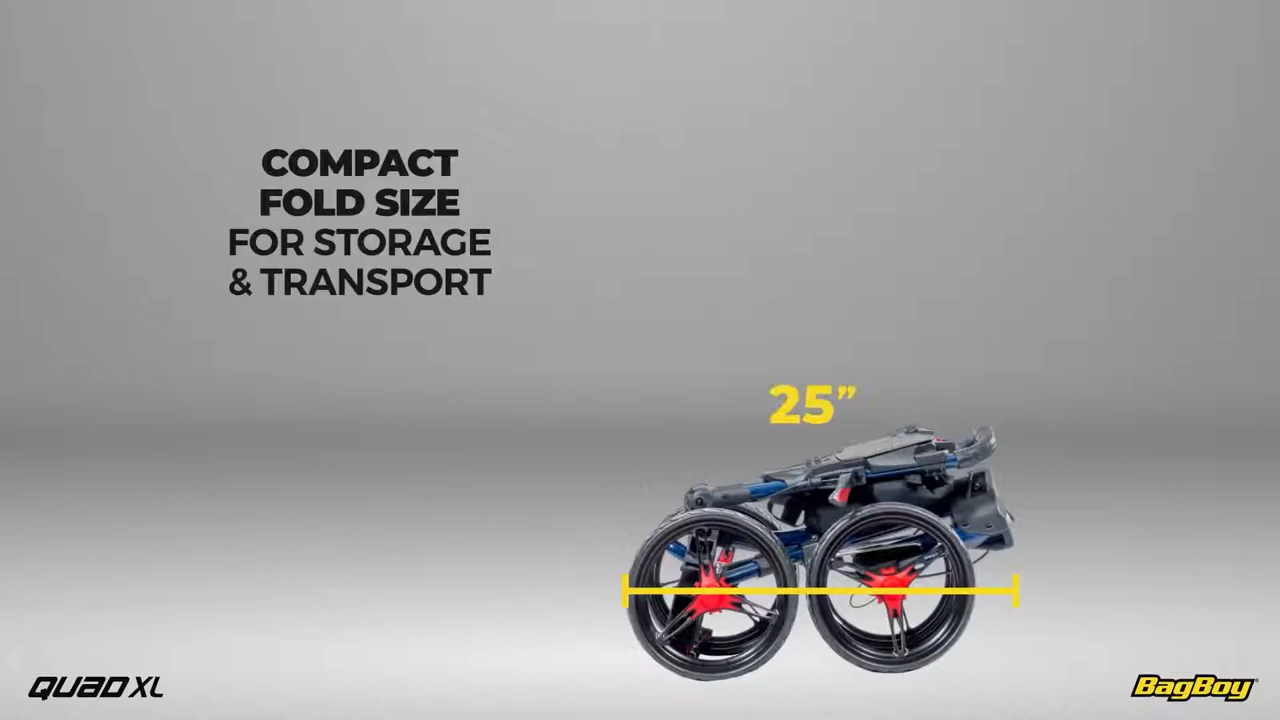 COMPACT
FOLD SIZE
FOR STORAGE
& TRANSPORT
25”
QUAD XL
BagBoy